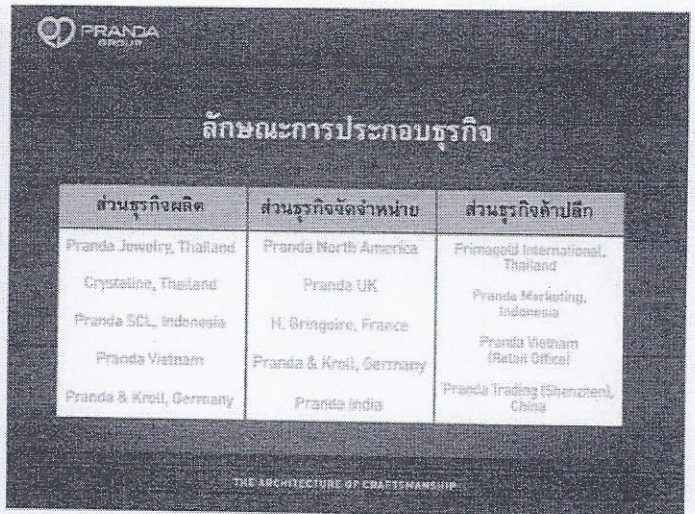 PRANDA
GROUP
ลักษณะการประกอบธุรกิจ
ส่วนธุรกิจผลิต
Pranda Jewelry, Thailand
Crystaline, Thailand
Pranda SCL, Indonesia
Pranda Vietnam
Pranda & Kroll, Germany
ส่วนธุรกิจจัดจำหน่าย
Pranda North America
Pranda UK
H. Gringoire, France
Pranda & Kroll, Germany
Pranda India
ส่วนธุรกิจค้าปลีก
Primagold International,
Thailand
Pranda Marketing,
Indonesia
Pranda Vietnam
(Retail Office)
Pranda Trading (Shenzhen),
China
THE ARCHITECTURE OF CRAFTSMANSHIP